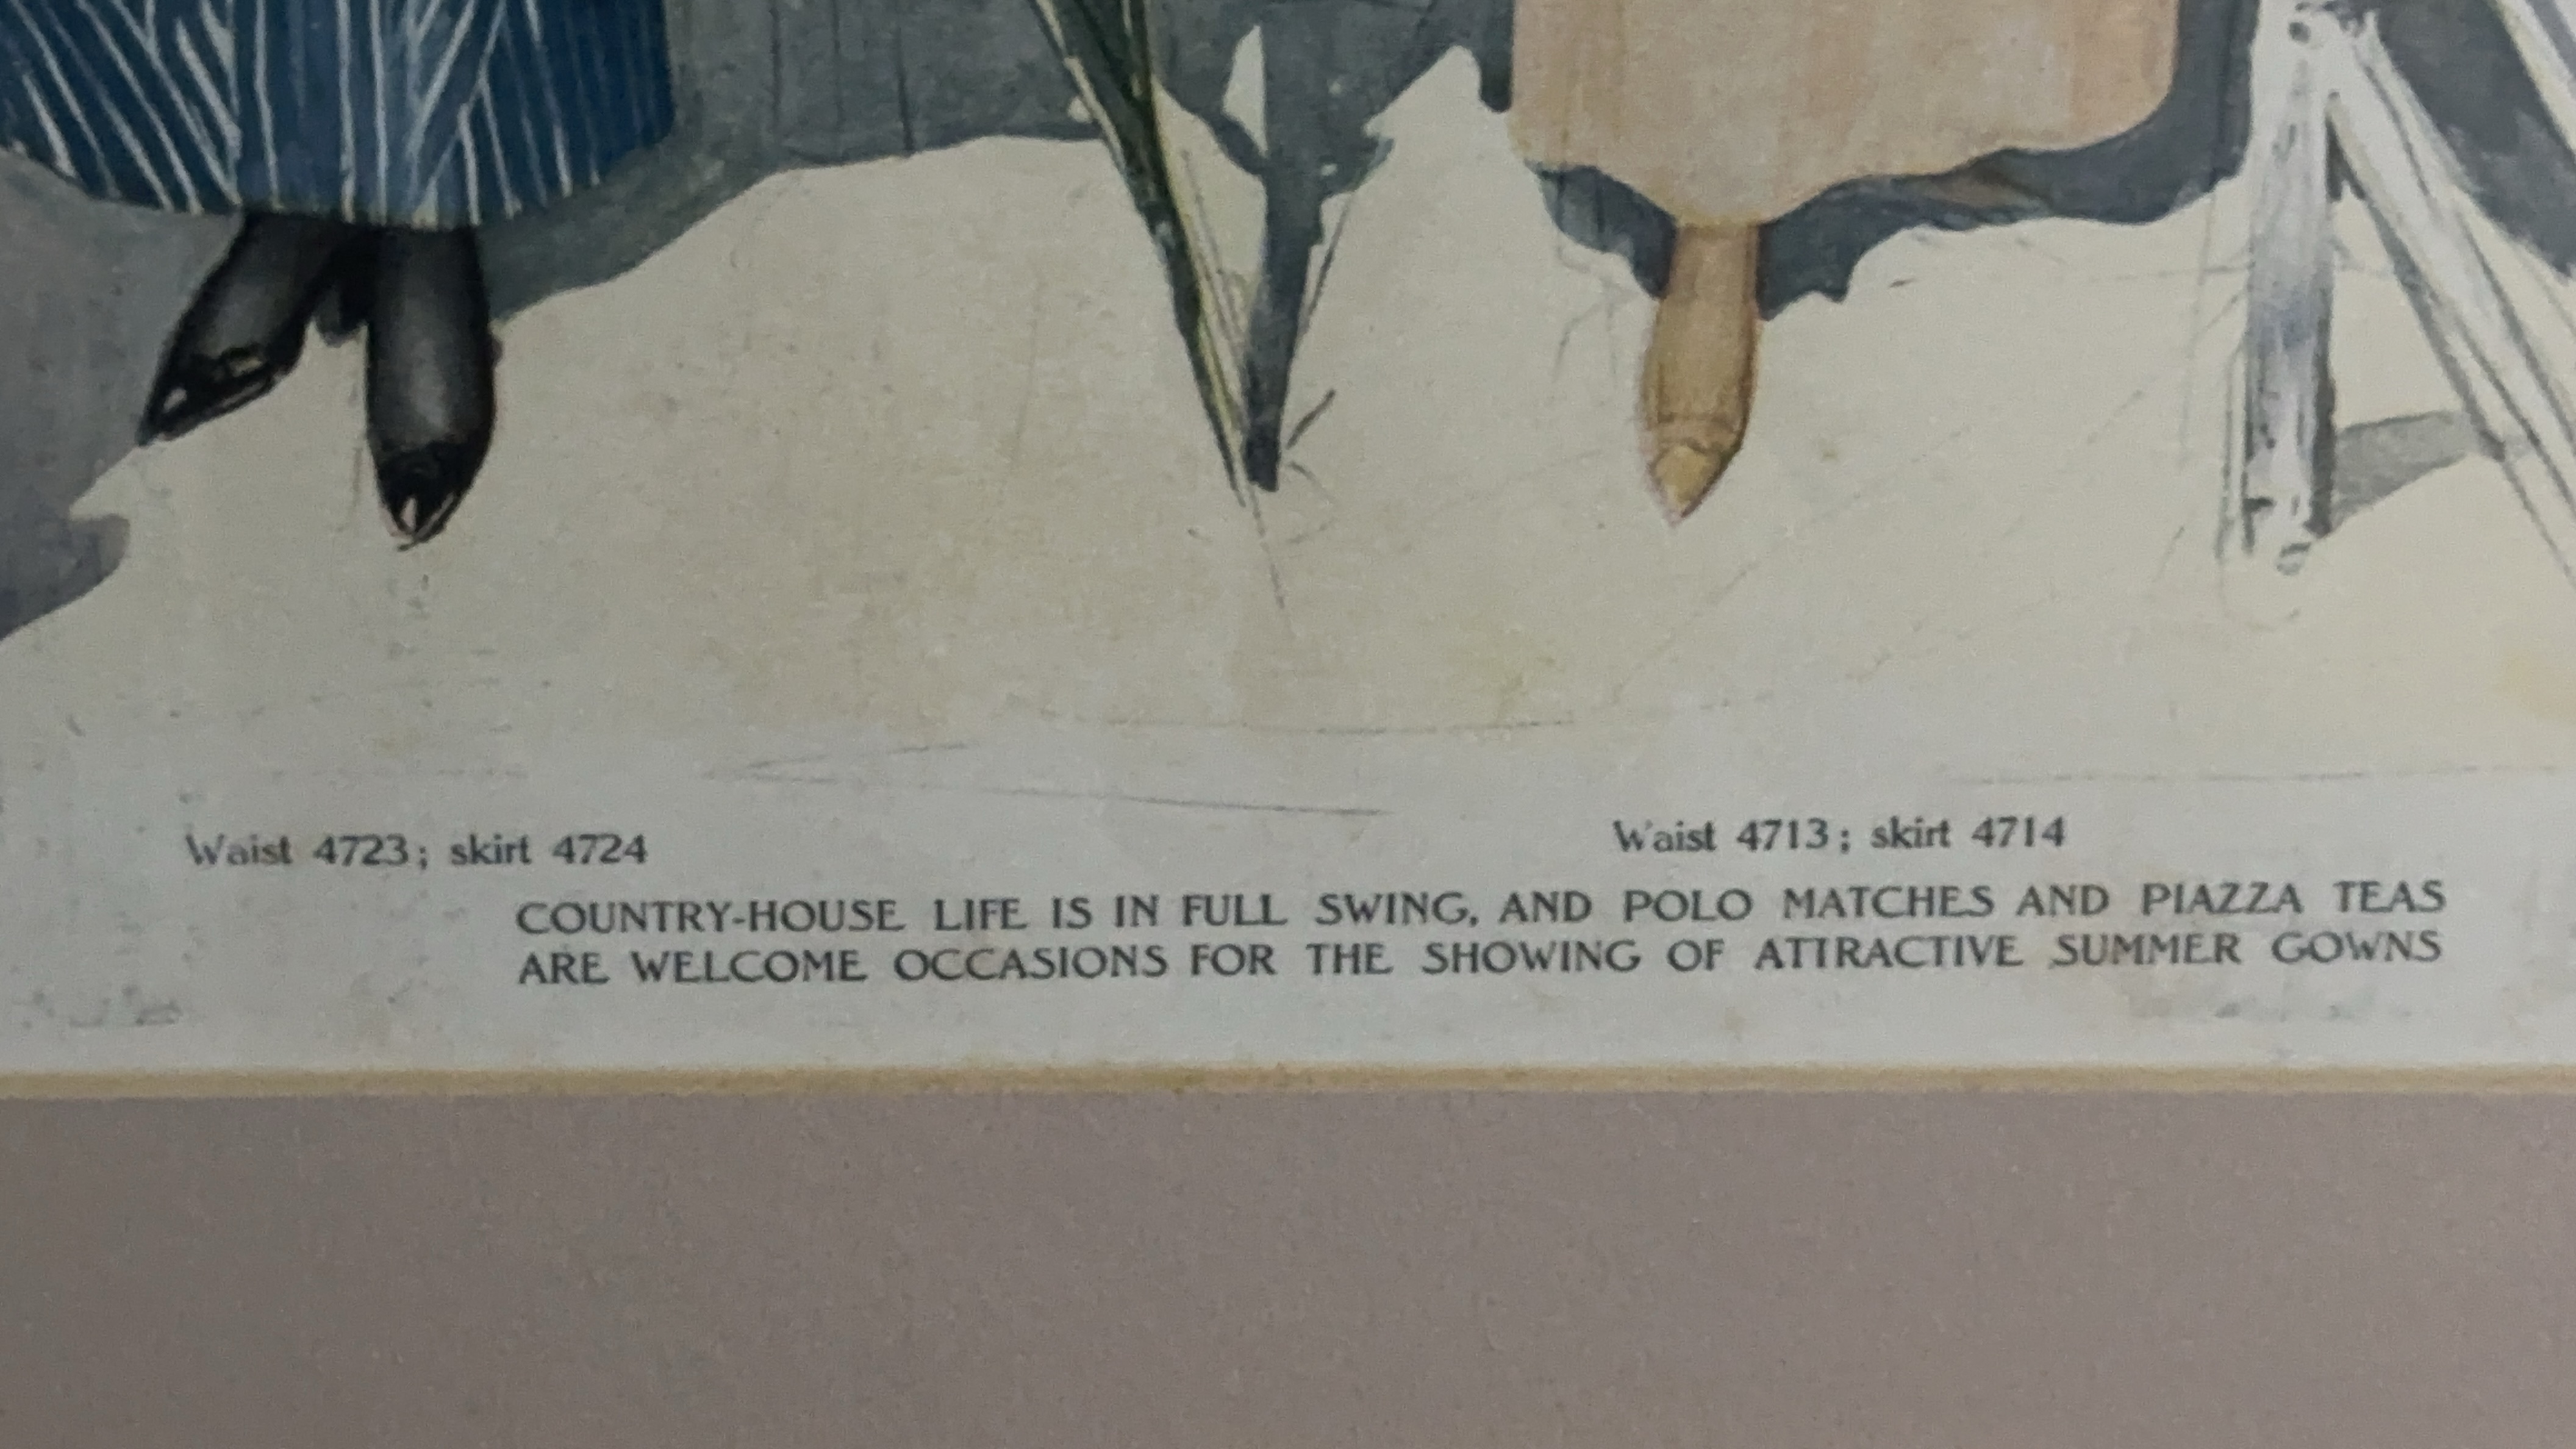 Waist 4723; skirt 4724
Waist 4713; skirt 4714
COUNTRY-HOUSE LIFE IS IN FULL SWING, AND POLO MATCHES AND PIAZZA TEAS
ARE WELCOME OCCASIONS FOR THE SHOWING OF ATTRACTIVE SUMMER GOWNS